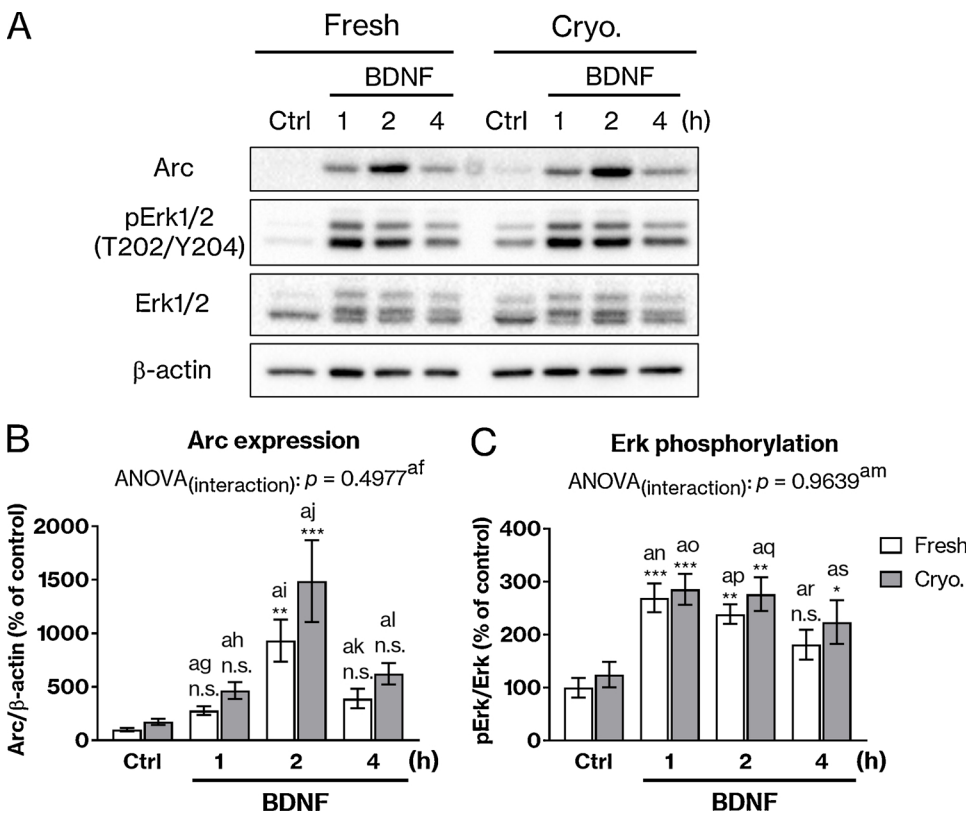 A
Fresh Cryo.
BDNF BDNF
Ctrl 1 2 4 Ctrl 1 2 4 (h)
Arc
pErk1/2
(T202/Y204)
Erk1/2
β-actin
B
Arc expression
ANOVA(interaction): p = 0.4977af
Arc/β-actin (% of control)
2000
1500
1000
500
0
ag
n.s.
ah
n.s.
ai
**
aj
***
ak
n.s.
al
n.s.
Ctrl 1 2 4 (h)
BDNF
C
Erk phosphorylation
ANOVA(interaction): p = 0.9639am
pErk/Erk (% of control)
400
300
200
100
0
an
***
ao
***
ap
**
aq
**
ar
n.s.
as
*
Ctrl 1 2 4 (h)
BDNF
Fresh
Cryo.